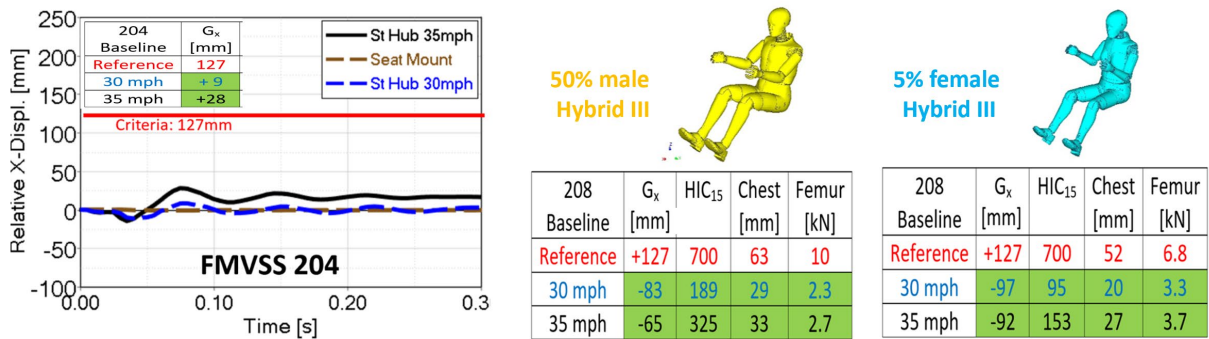 250
200
150
100
50
0
-50
-100
Relative X-Displ. [mm]
204 Baseline Gx [mm]
Reference 127
30 mph + 9
35 mph +28
St Hub 35mph
Seat Mount
St Hub 30mph
Criteria: 127mm
FMVSS 204
0.00 0.10 0.20 0.3
Time [s]
50% male
Hybrid III
208 Baseline Gx [mm] HIC15 Chest [mm] Femur [kN]
Reference +127 700 63 10
30 mph -83 189 29 2.3
35 mph -65 325 33 2.7
5% female
Hybrid III
208 Baseline Gx [mm] HIC15 Chest [mm] Femur [kN]
Reference +127 700 52 6.8
30 mph -97 95 20 3.3
35 mph -92 153 27 3.7